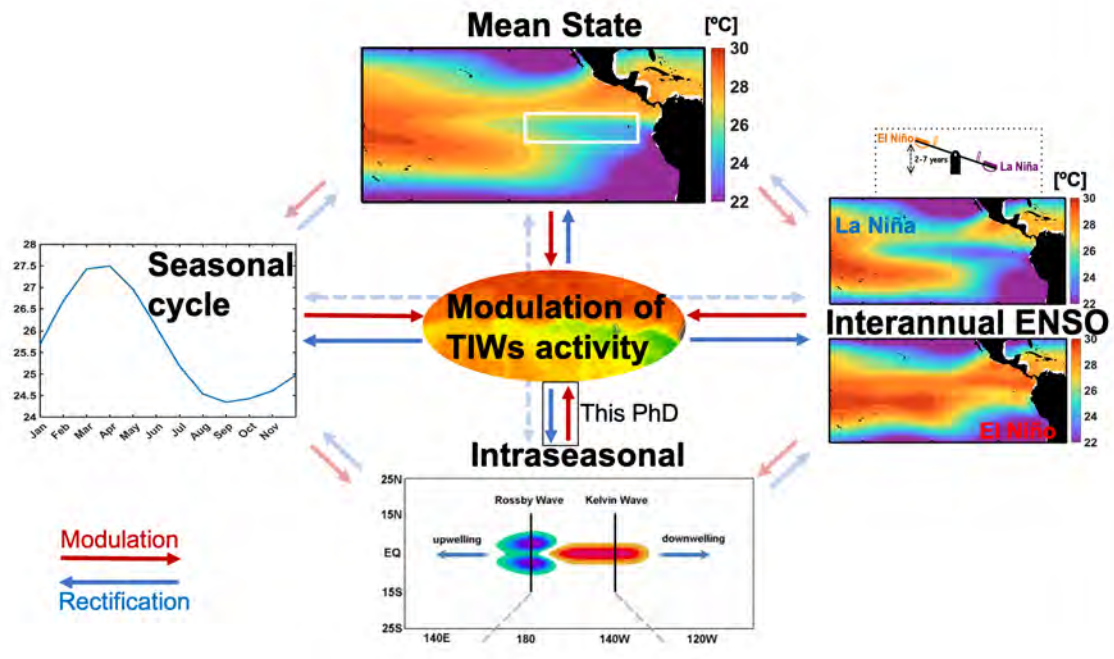 Mean State
[ºC]
30
28
26
24
22
El Niño
2-7 years
La Niña
[ºC]
30
28
26
24
22
La Niña
Seasonal
cycle
28
27.5
27
26.5
26
25.5
25
24.5
24
Jan
Feb
Mar
Apr
May
Jun
Jul
Aug
Sep
Oct
Nov
Modulation of
TIWs activity
Interannual ENSO
30
28
26
24
22
El Niño
This PhD
Intraseasonal
25N
15N
EQ
15S
25S
Rossby Wave
Kelvin Wave
upwelling
downwelling
140E
180
140W
120W
Modulation
Rectification